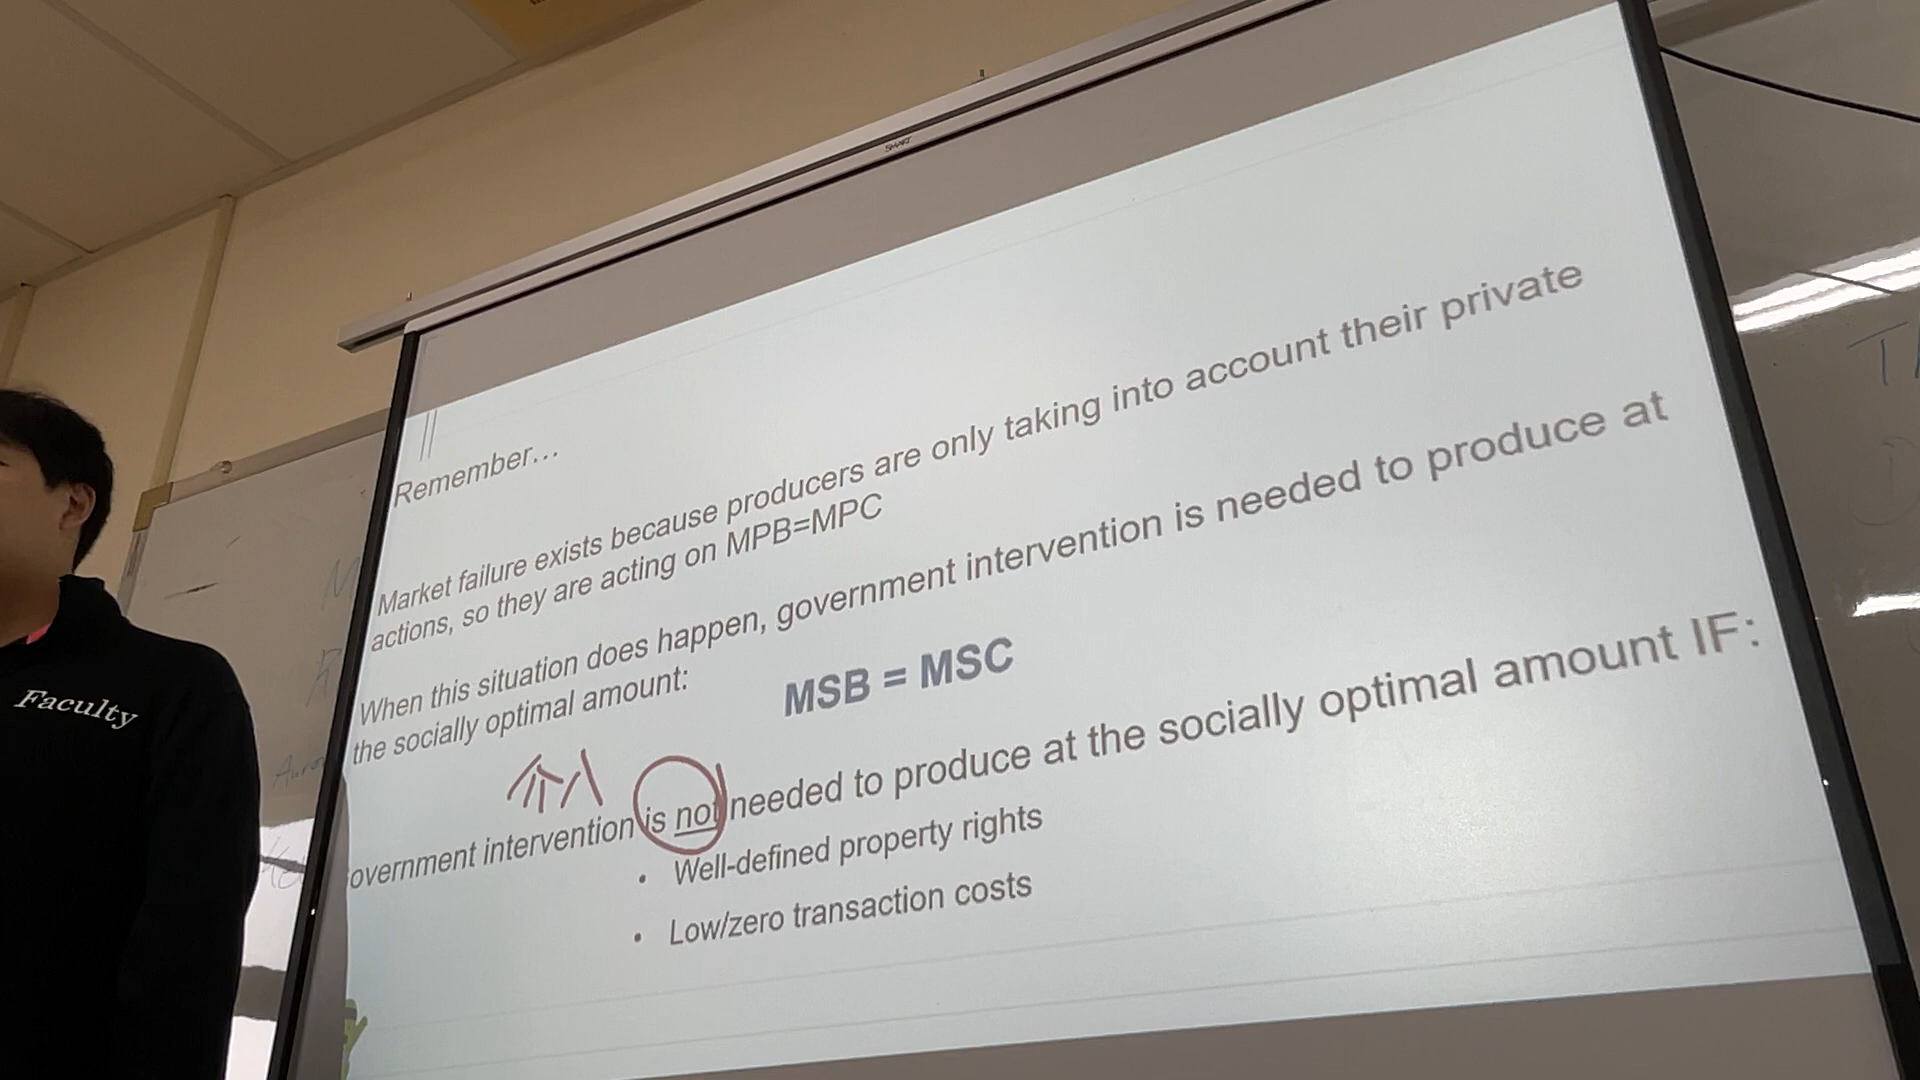 SMART
Remember...
Market failure exists because producers are only taking into account their private
actions, so they are acting on MPB=MPC
When this situation does happen, government intervention is needed to produce at
the socially optimal amount:
MSB = MSC
介入
overnment intervention is not needed to produce at the socially optimal amount IF:
• Well-defined property rights
• Low/zero transaction costs
Faculty